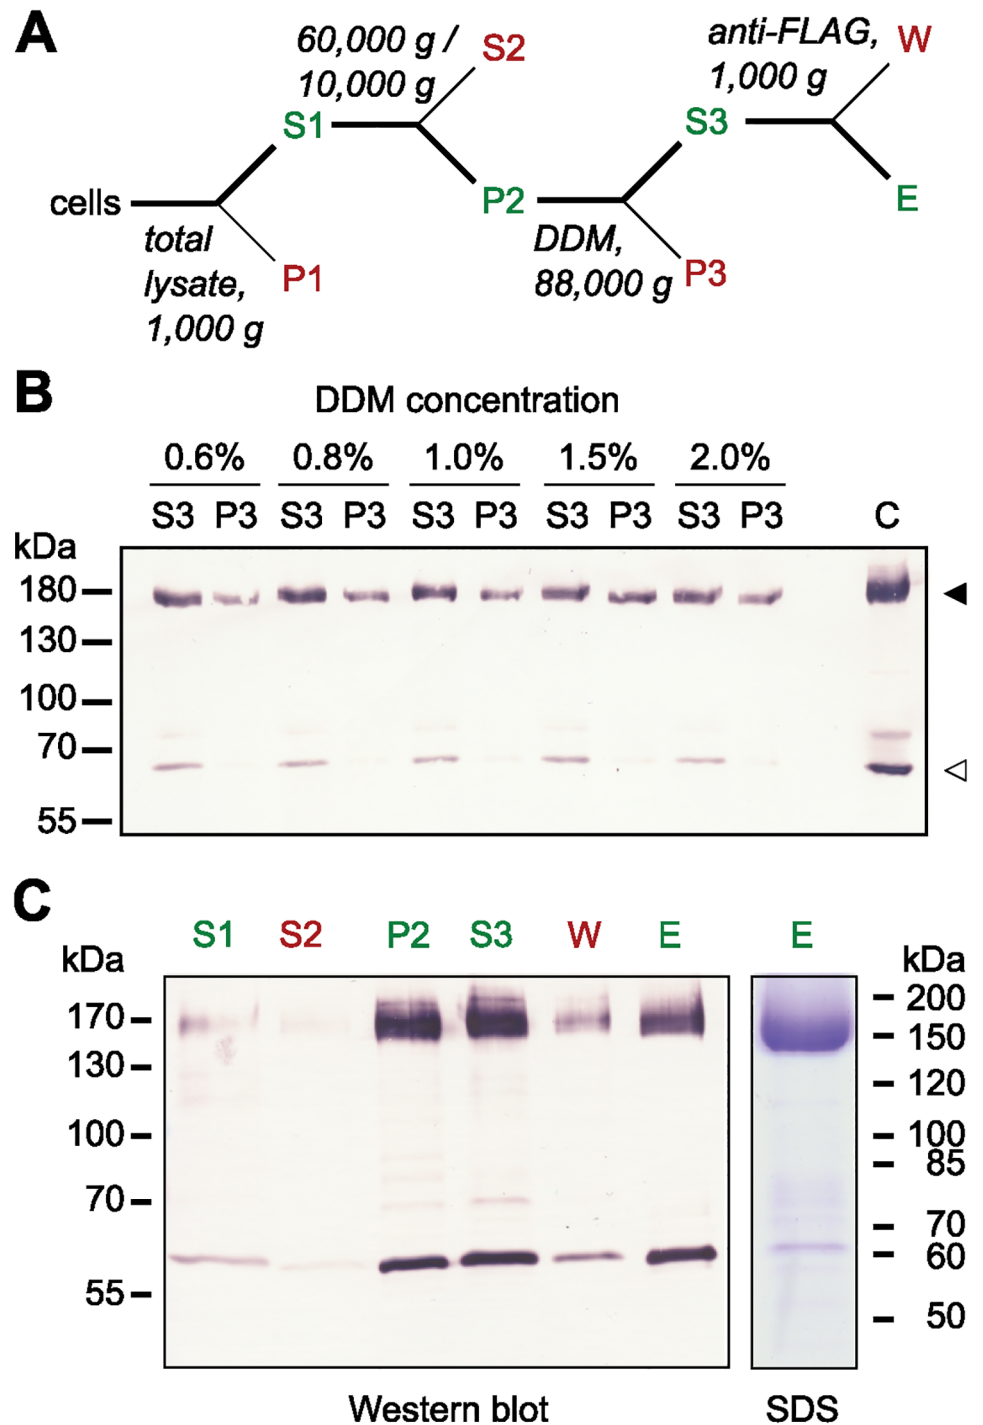 A
60,000 g /
10,000 g
S2
anti-FLAG,
1,000 g
W
S1
S3
cells
P2
E
total
lysate,
1,000 g
P1
DDM,
88,000 g
P3
B
DDM concentration
0.6% 0.8% 1.0% 1.5% 2.0%
S3 P3 S3 P3 S3 P3 S3 P3 S3 P3 C
kDa
180
130
100
70
55
C
S1 S2 P2 S3 W E E
kDa
170
130
100
70
55
kDa
200
150
120
100
85
70
60
50
Western blot
SDS